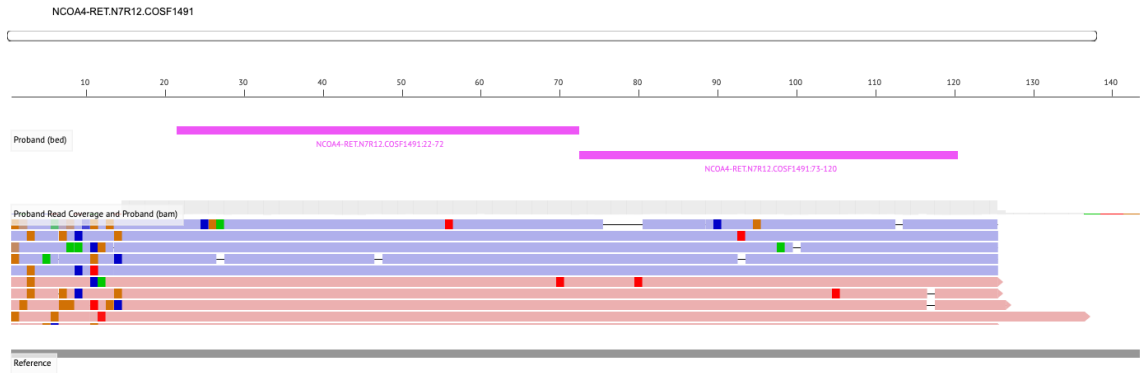 NCOA4-RET.N7R12.COSF1491
10 20 30 40 50 60 70 80 90 100 110 120 130 140
Proband (bed)
NCOA4-RET.N7R12.COSF1491:22-72
NCOA4-RET.N7R12.COSF1491:73-120
Proband Read Coverage and Proband (bam)
Reference